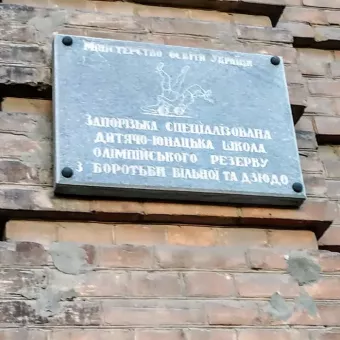 МІНІСТЕРСТВО ОСВІТИ УКРАЇНИ
ЗАПОРІЗЬКА СПЕЦІАЛІЗОВАНА
ДИТЯЧО-ЮНАЦЬКА ШКОЛА
ОЛІМПІЙСЬКОГО РЕЗЕРВУ
З БОРОТЬБИ ВІЛЬНОЇ ТА ДЗЮДО